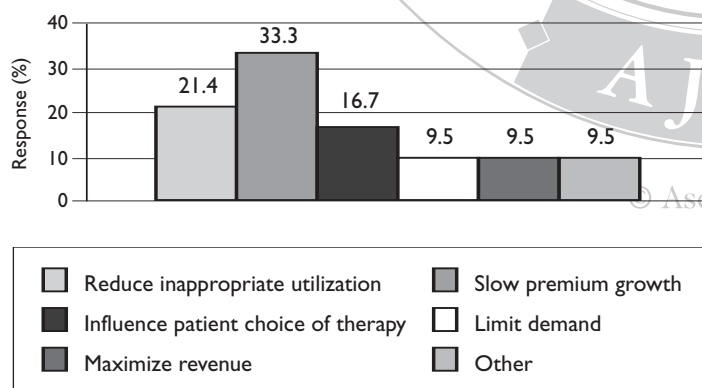 40
30
20
10
0
Response (%)
21.4
33.3
16.7
9.5
9.5
9.5
A J
©
Reduce inappropriate utilization
Slow premium growth
Influence patient choice of therapy
Limit demand
Maximize revenue
Other